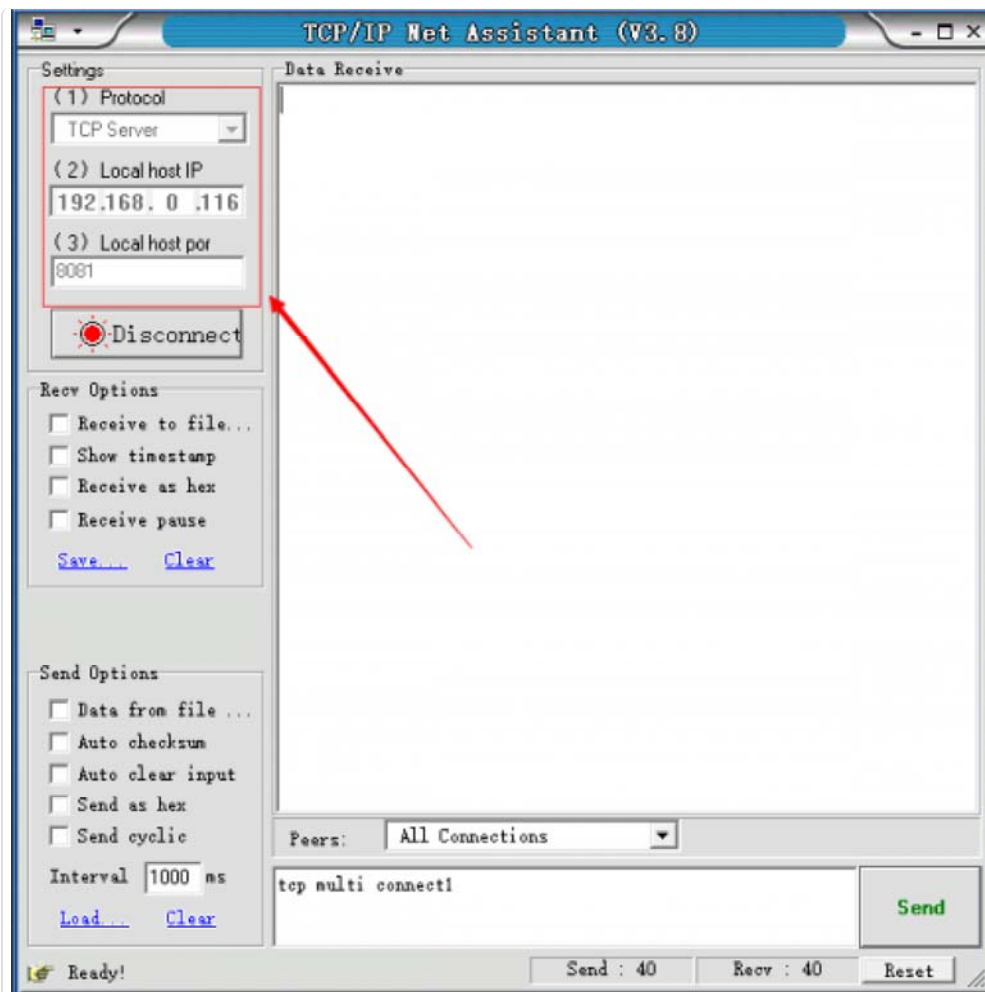 TCP/IP Net Assistant (V3.8)
Settings
(1) Protocol
TCP Server
(2) Local host IP
192.168. 0 .116
(3) Local host por
8081
Disconnect
Recv Options
Receive to file...
Show timestamp
Receive as hex
Receive pause
Save... Clear
Send Options
Data from file ...
Auto checksum
Auto clear input
Send as hex
Send cyclic
Interval 1000 ms
Load... Clear
Data Receive
Peers: All Connections
tcp multi connect1
Send
Ready!
Send : 40
Recv : 40
Reset